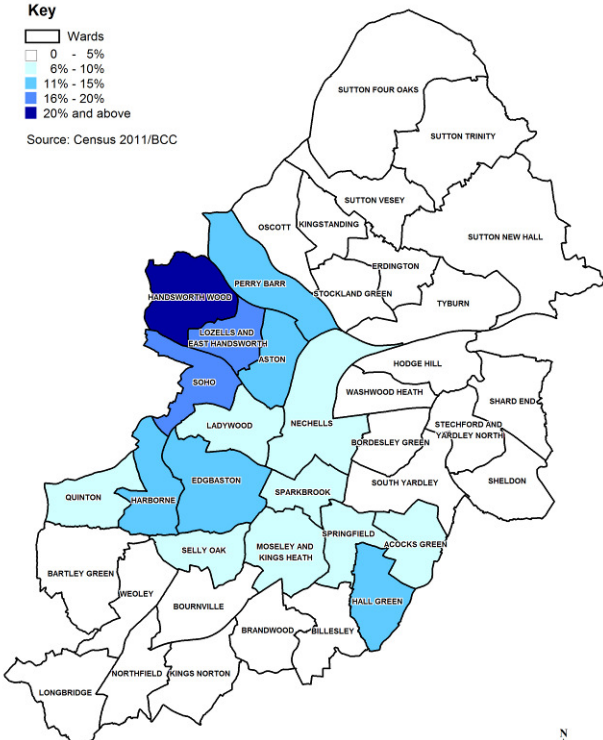 Key
Wards
0 - 5%
6% - 10%
11% - 15%
16% - 20%
20% and above
Source: Census 2011/BCC
SUTTON FOUR OAKS
SUTTON TRINITY
SUTTON VESEY
OSCOTT
KINGSTANDING
SUTTON NEW HALL
ERDINGTON
PERRY BARR
STOCKLAND GREEN
HANDSWORTH WOOD
TYBURN
LOZELLS AND
EAST HANDSWORTH
ASTON
HODGE HILL
SOHO
WASHWOOD HEATH
SHARD END
LADYWOOD
NECHELLS
STECHFORD AND
YARDLEY NORTH
BORDESLEY GREEN
EDGBASTON
SOUTH YARDLEY
SHELDON
SPARKBROOK
QUINTON
HARBORNE
SPRINGFIELD
ACOCKS GREEN
SELLY OAK
MOSELEY AND
KINGS HEATH
BARTLEY GREEN
WEOLEY
HALL GREEN
BOURNVILLE
BRANDWOOD
BILLESLEY
NORTHFIELD
KINGS NORTON
LONGBRIDGE
N